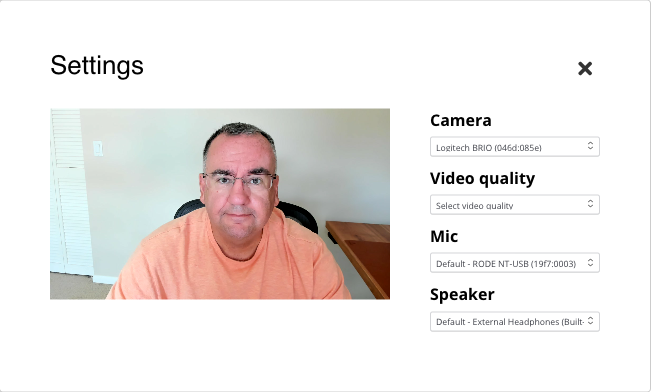 Settings
Camera
Logitech BRIO (046d:085e)
Video quality
Select video quality
Mic
Default - RODE NT-USB (19f7:0003)
Speaker
Default - External Headphones (Built-